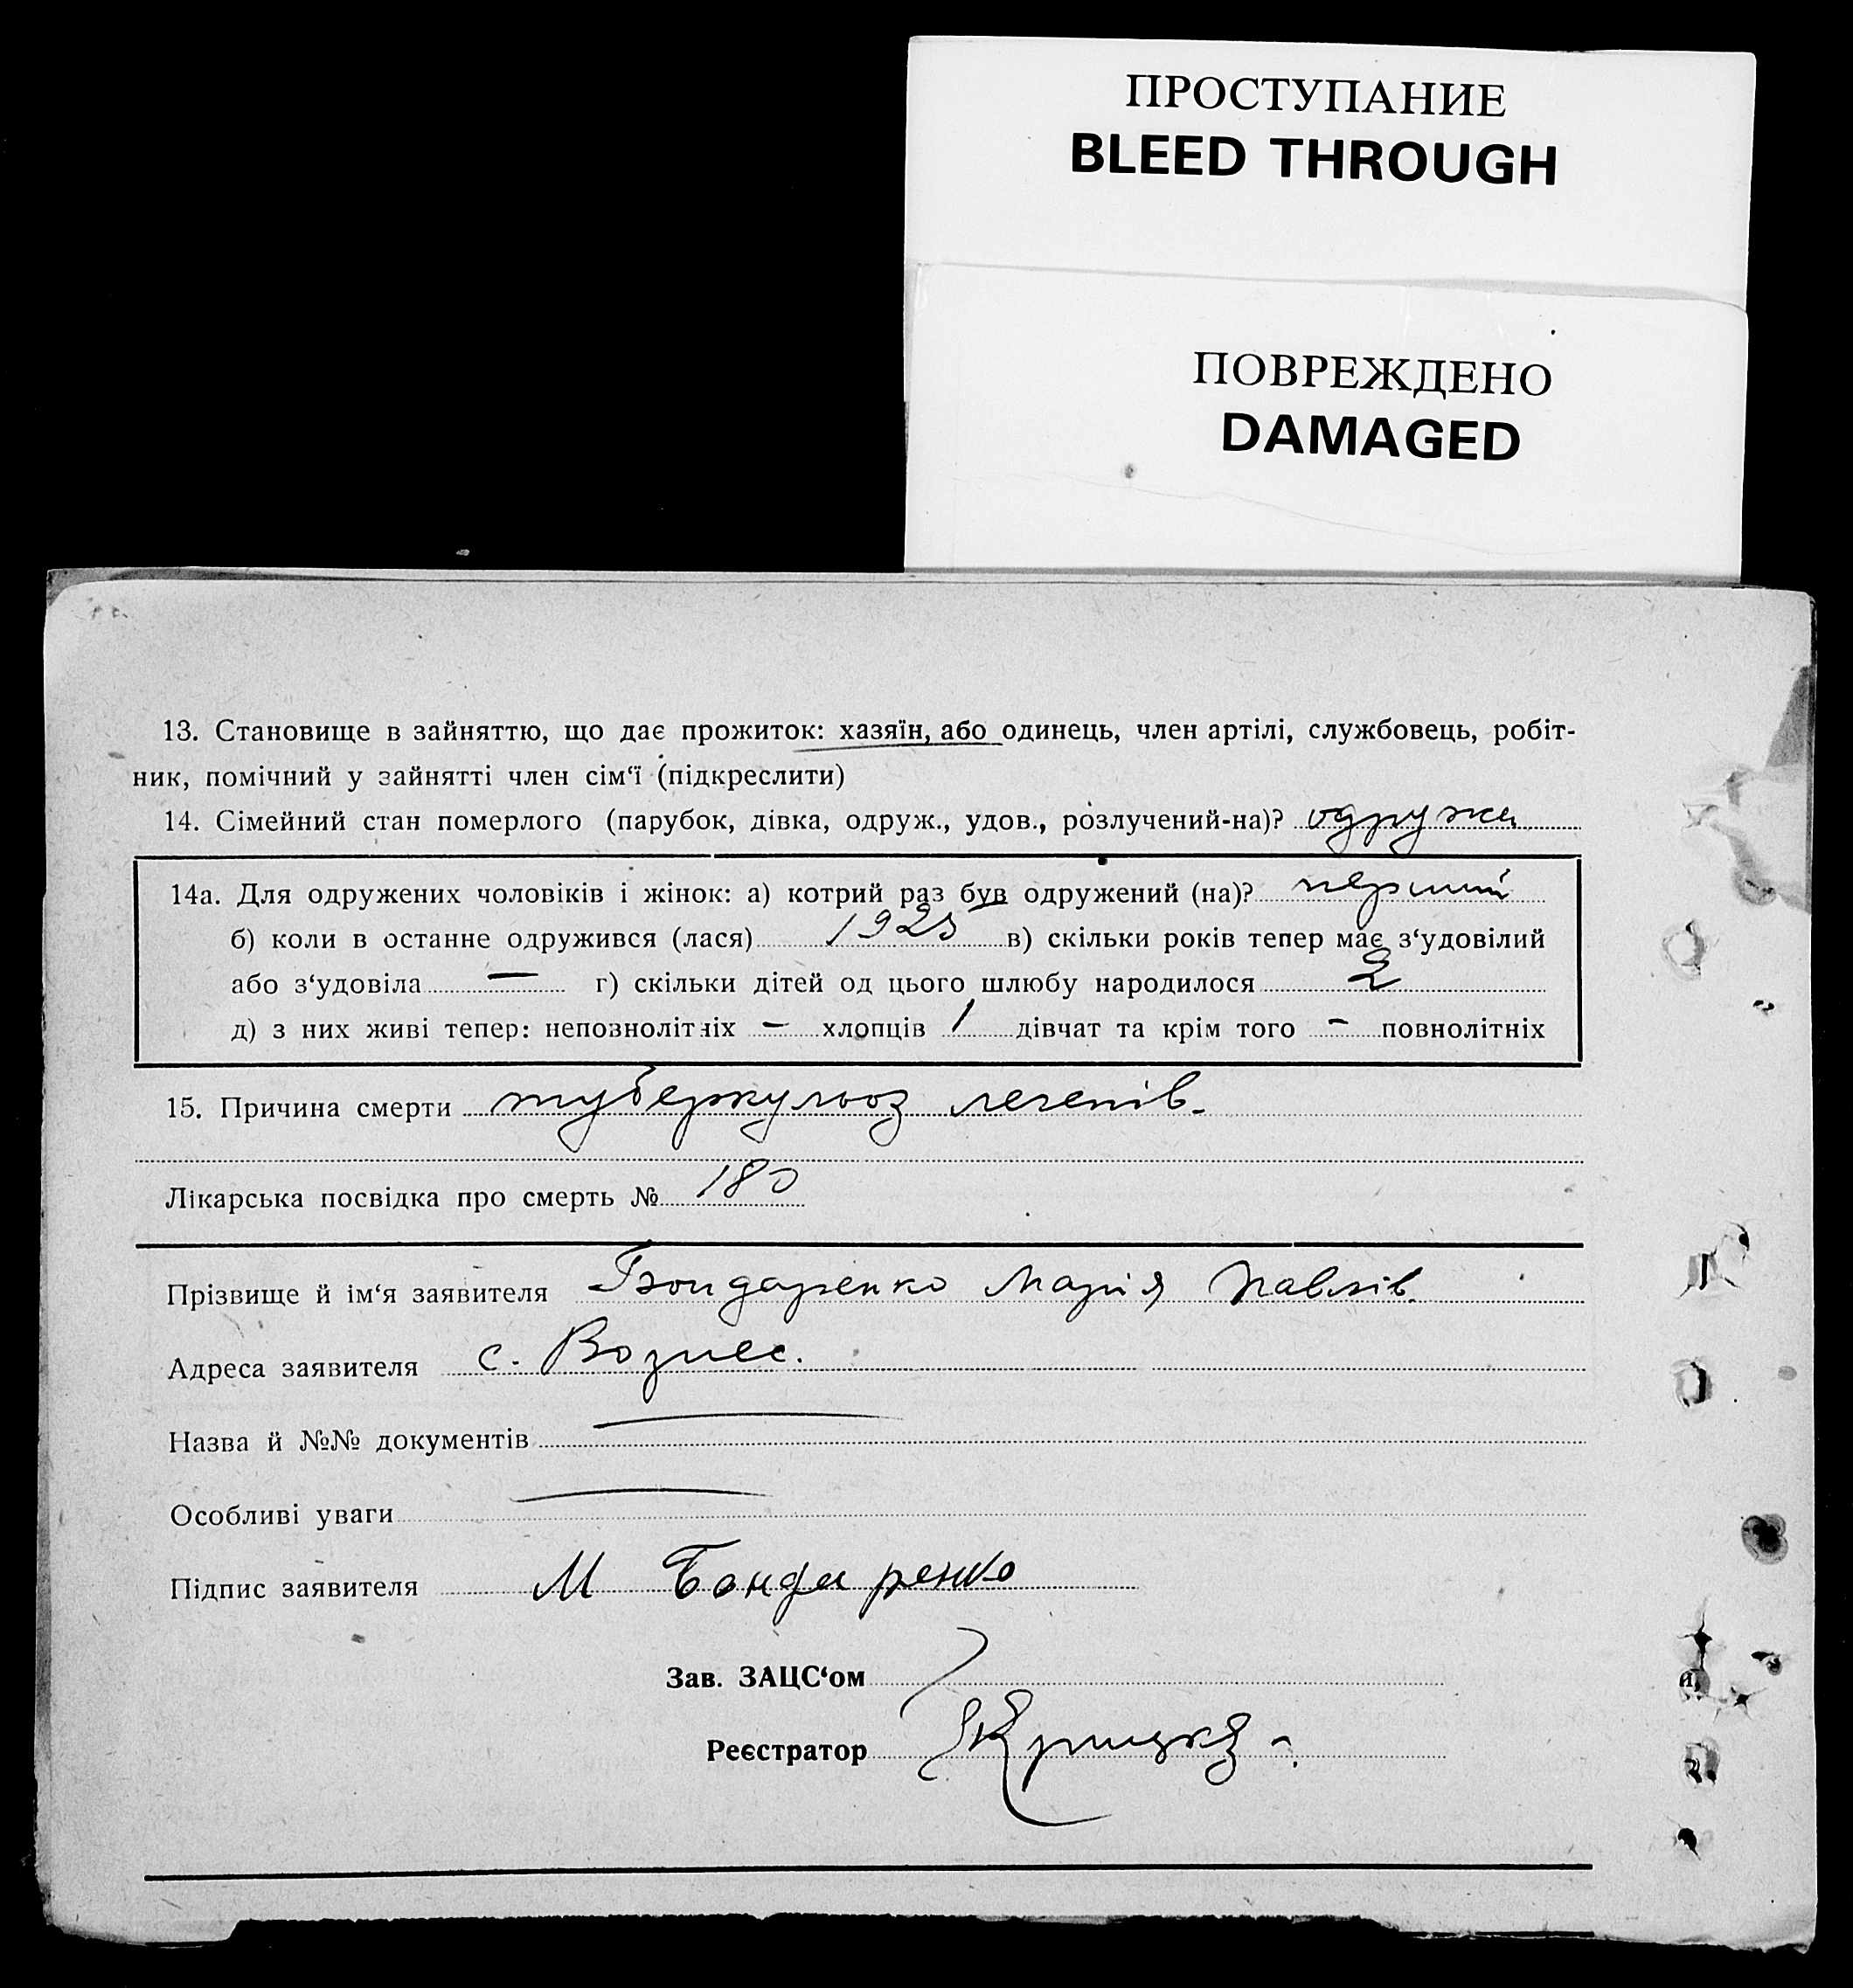 ПРОСТУПАНИЕ
BLEED THROUGH
ПОВРЕЖДЕНО
DAMAGED
13. Становище в зайняттю, що дає прожиток: хазяїн, або одинець, член артілі, службовець, робіт-
ник, помічний у зайнятті член сім‘ї (підкреслити)
14. Сімейний стан померлого (парубок, дівка, одруж., удов., розлучений-на)? одружен
14а. Для одружених чоловіків і жінок: а) котрий раз був одружений (на)? перший
б) коли в останне одружився (лася) 1925 в) скільки років тепер має з‘удовілий
або з‘удовіла — г) скільки дітей од цього шлюбу народилося 2
д) з них живі тепер: неповнолітніх – хлопців 1 дівчат та крім того – повнолітніх
15. Причина смерти туберкульоз легенів.
Лікарська посвідка про смерть № 180
Прізвище й ім‘я заявителя Бондаренко Марія Павлів.
Адреса заявителя с. Вознес.
Назва й №№ документів —
Особливі уваги —
Підпис заявителя М Бондаренко
Зав. ЗАЦС‘ом
Реєстратор